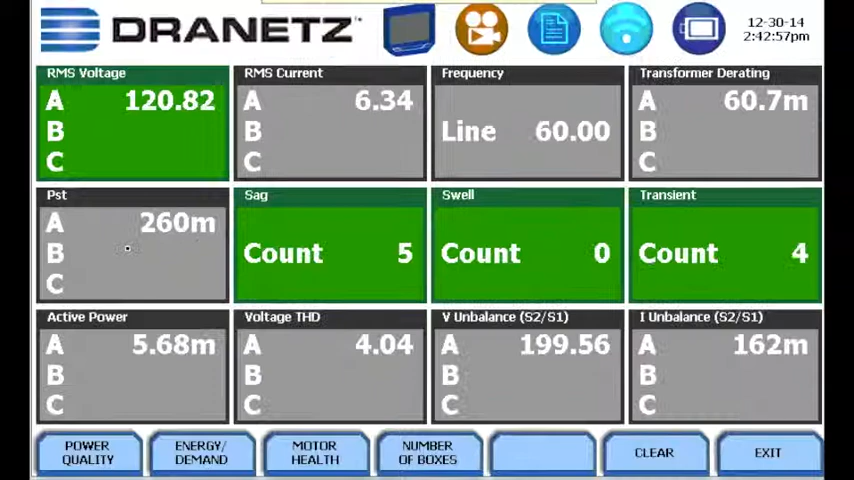 DRANETZ
12-30-14
2:42:57pm
RMS Voltage
A 120.82
B
C
RMS Current
A 6.34
B
C
Frequency
Line 60.00
Transformer Derating
A 60.7m
B
C
Pst
A 260m
B
C
Sag
Count 5
Swell
Count 0
Transient
Count 4
Active Power
A 5.68m
B
C
Voltage THD
A 4.04
B
C
V Unbalance (S2/S1)
A 199.56
B
C
I Unbalance (S2/S1)
A 162m
B
C
POWER
QUALITY
ENERGY/
DEMAND
MOTOR
HEALTH
NUMBER
OF BOXES
CLEAR
EXIT